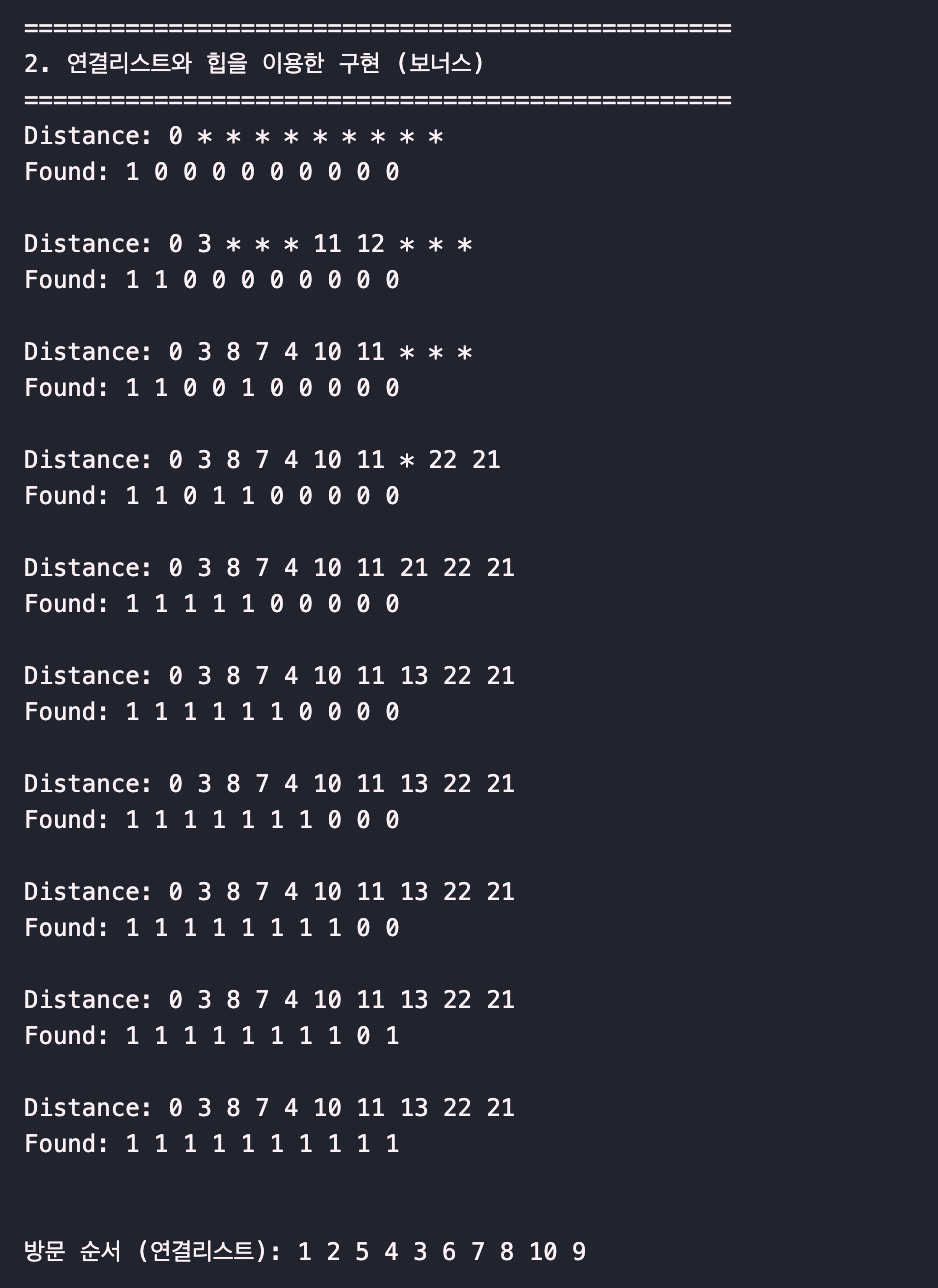 =================================================
2. 연결리스트와 힙을 이용한 구현 (보너스)
=================================================
Distance: 0 * * * * * * * * *
Found: 1 0 0 0 0 0 0 0 0 0
Distance: 0 3 * * * 11 12 * * *
Found: 1 1 0 0 0 0 0 0 0 0
Distance: 0 3 8 7 4 10 11 * * *
Found: 1 1 0 0 1 0 0 0 0 0
Distance: 0 3 8 7 4 10 11 * 22 21
Found: 1 1 0 1 1 0 0 0 0 0
Distance: 0 3 8 7 4 10 11 21 22 21
Found: 1 1 1 1 1 0 0 0 0 0
Distance: 0 3 8 7 4 10 11 13 22 21
Found: 1 1 1 1 1 1 0 0 0 0
Distance: 0 3 8 7 4 10 11 13 22 21
Found: 1 1 1 1 1 1 1 0 0 0
Distance: 0 3 8 7 4 10 11 13 22 21
Found: 1 1 1 1 1 1 1 1 0 0
Distance: 0 3 8 7 4 10 11 13 22 21
Found: 1 1 1 1 1 1 1 1 0 1
Distance: 0 3 8 7 4 10 11 13 22 21
Found: 1 1 1 1 1 1 1 1 1 1
방문 순서 (연결리스트): 1 2 5 4 3 6 7 8 10 9